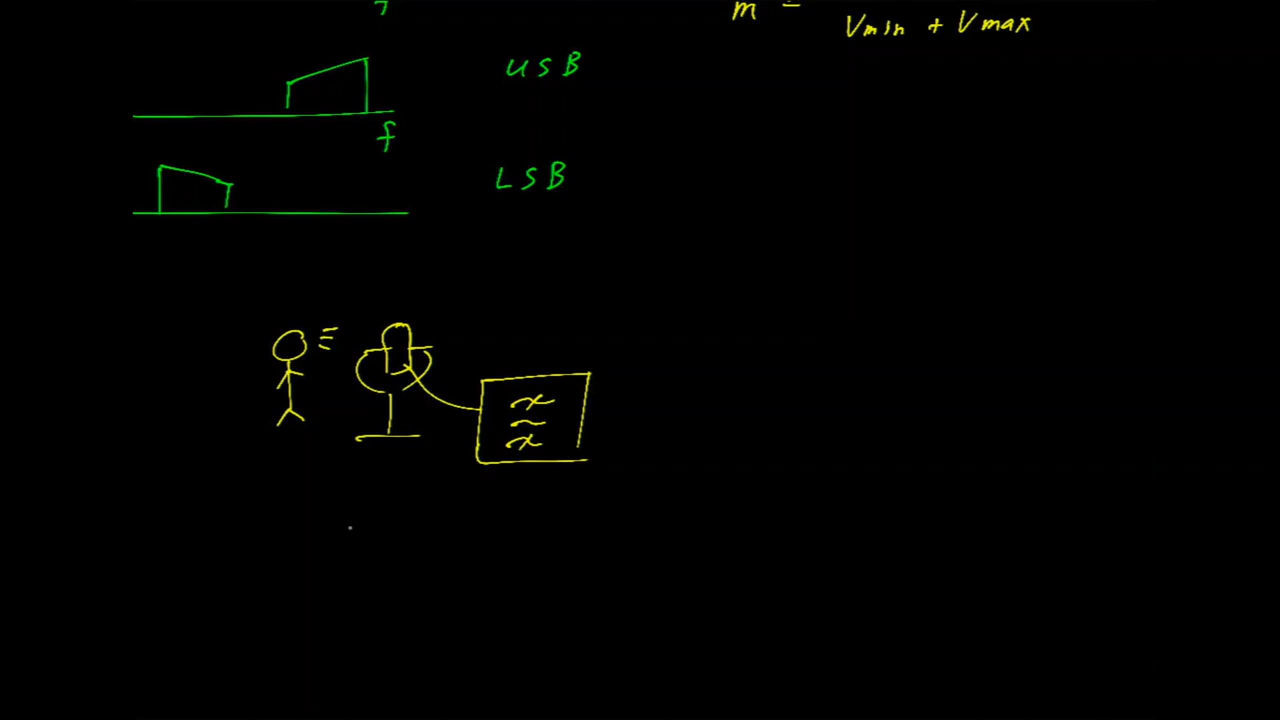 m =
Vmin + Vmax
USB
f
LSB